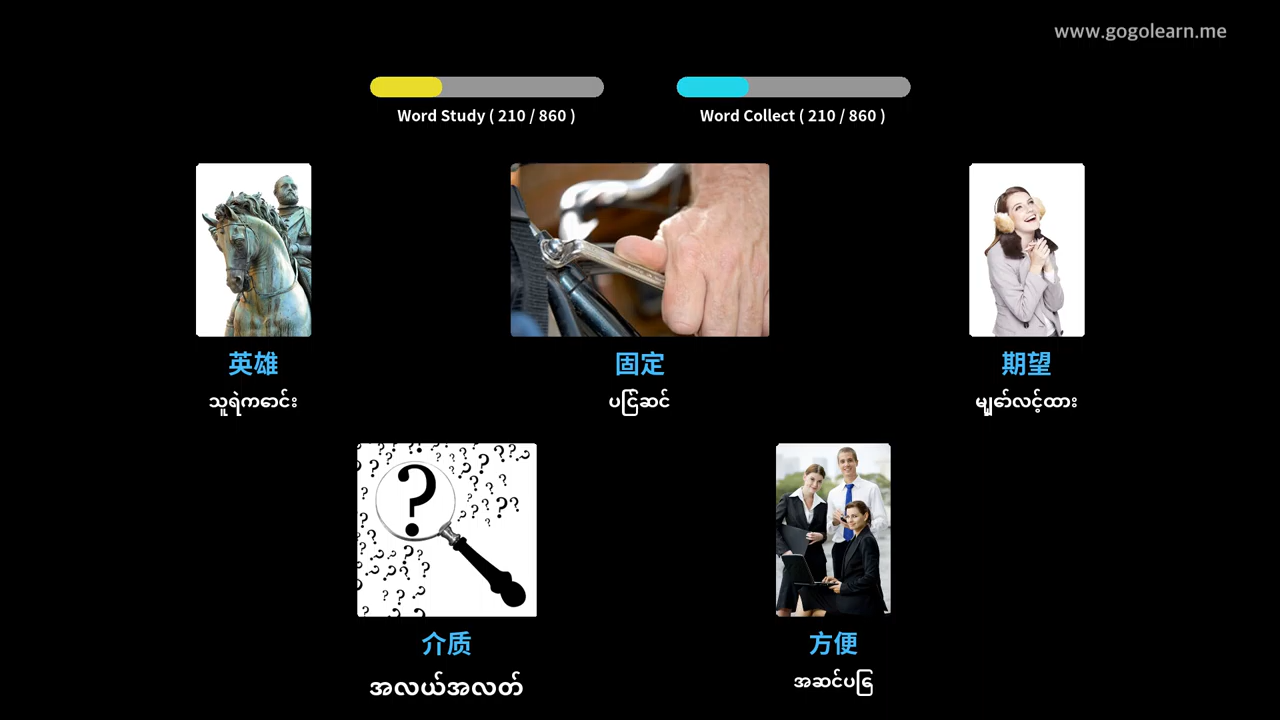 www.gogolearn.me
Word Study ( 210 / 860 )
Word Collect ( 210 / 860 )
英雄
固定
期望
သူရဲကောင်း
ပြင်ဆင်
မျှော်လင့်ထား
介质
方便
အလယ်အလတ်
အဆင်ပြေ